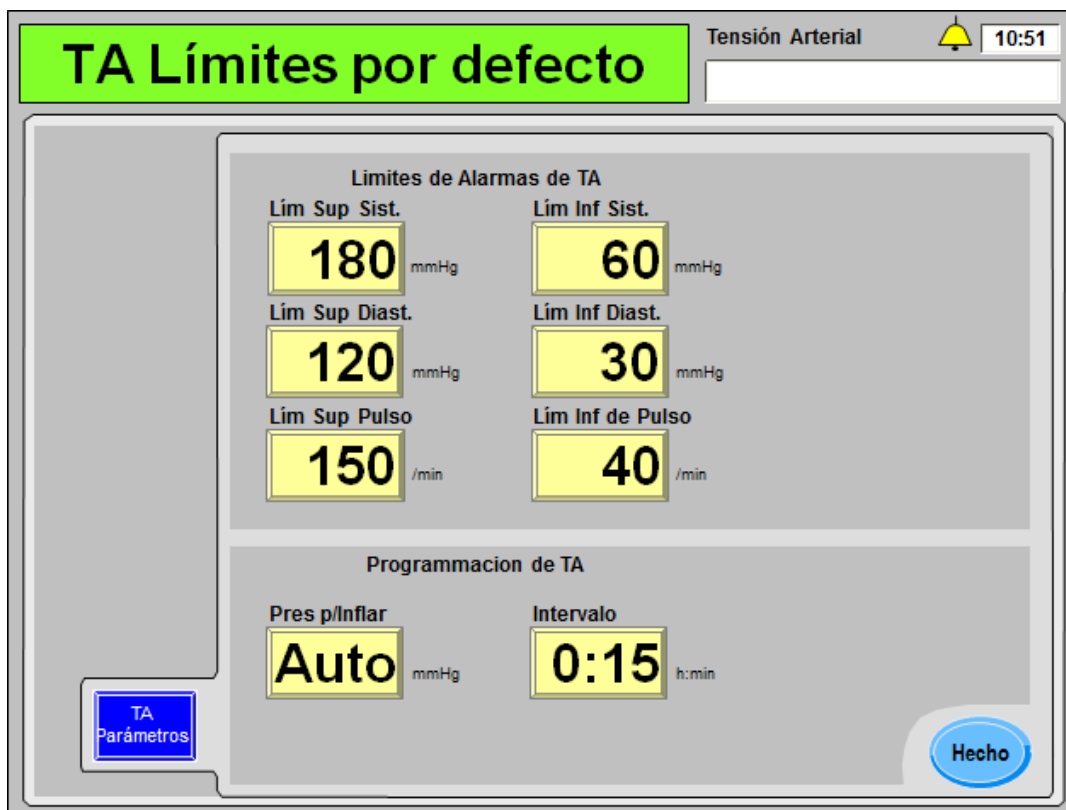 TA Límites por defecto
Tensión Arterial
10:51
Limites de Alarmas de TA
Lím Sup Sist.
Lím Inf Sist.
180 mmHg
60 mmHg
Lím Sup Diast.
Lím Inf Diast.
120 mmHg
30 mmHg
Lím Sup Pulso
Lím Inf de Pulso
150 /min
40 /min
Programmacion de TA
Pres p/Inflar
Intervalo
Auto mmHg
0:15 h:min
TA
Parámetros
Hecho